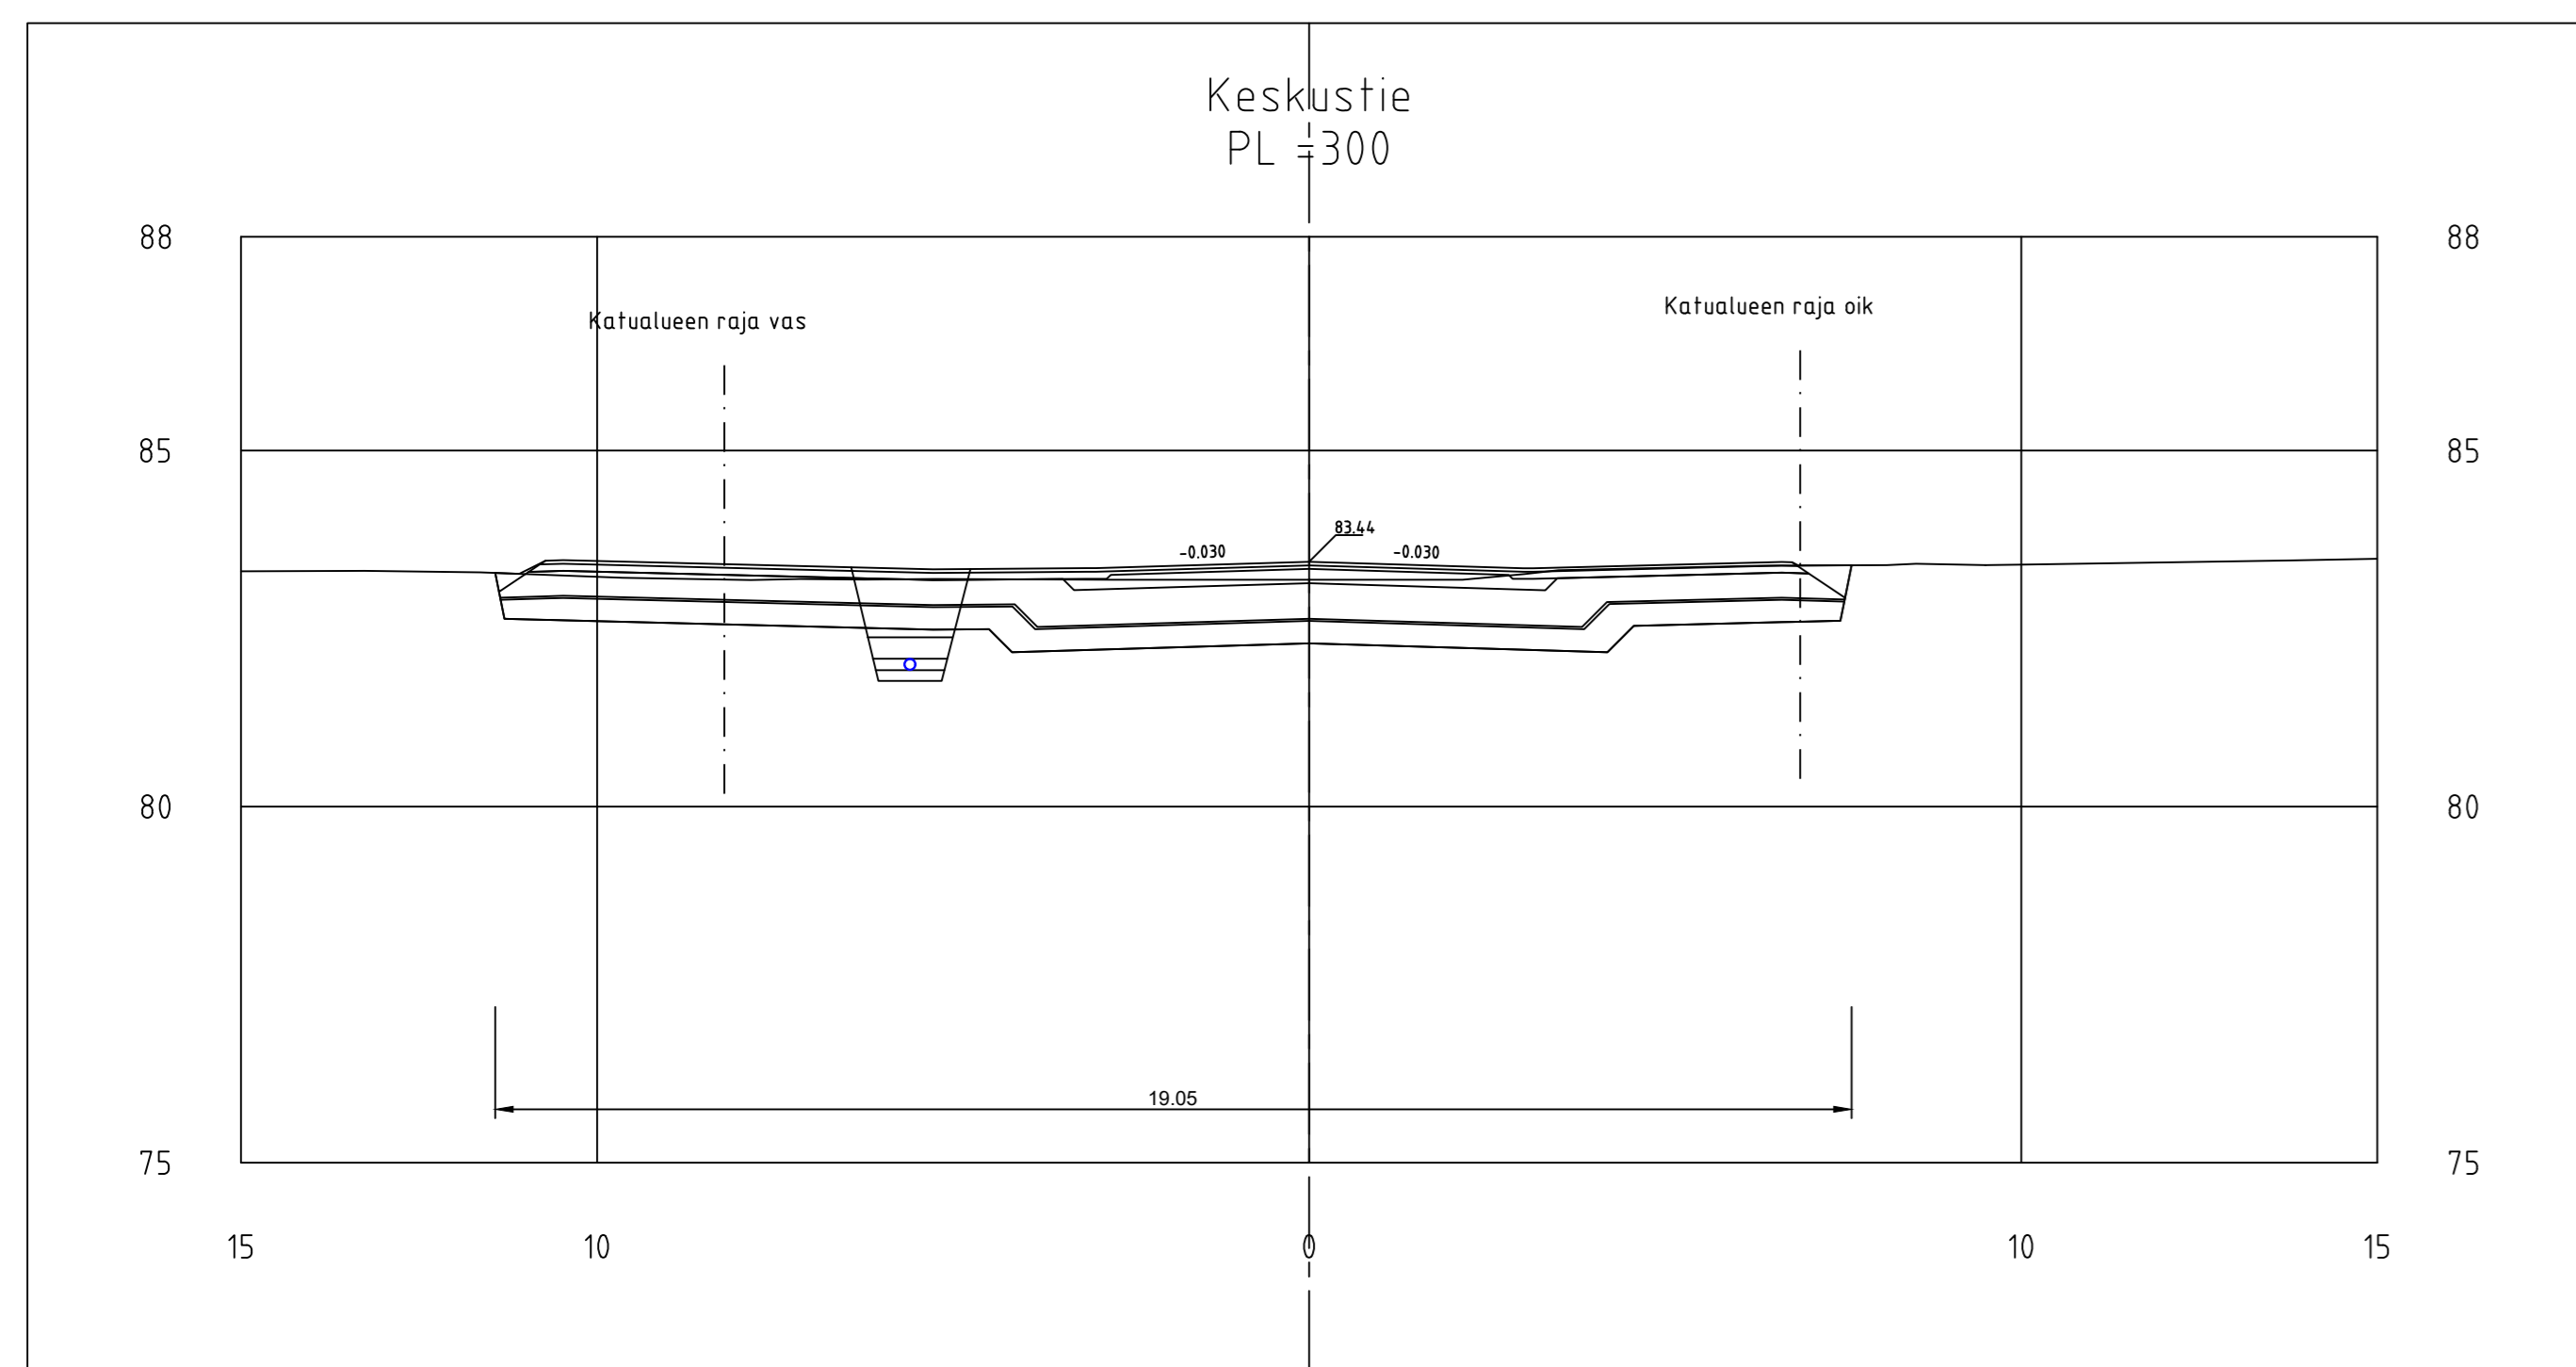 Keskustie
PL =300
88 88
Katualueen raja oik
Katualueen raja vas
85 85
83.44
-0.030 -0.030
80 80
19.05
75 75
15 10 0 10 15